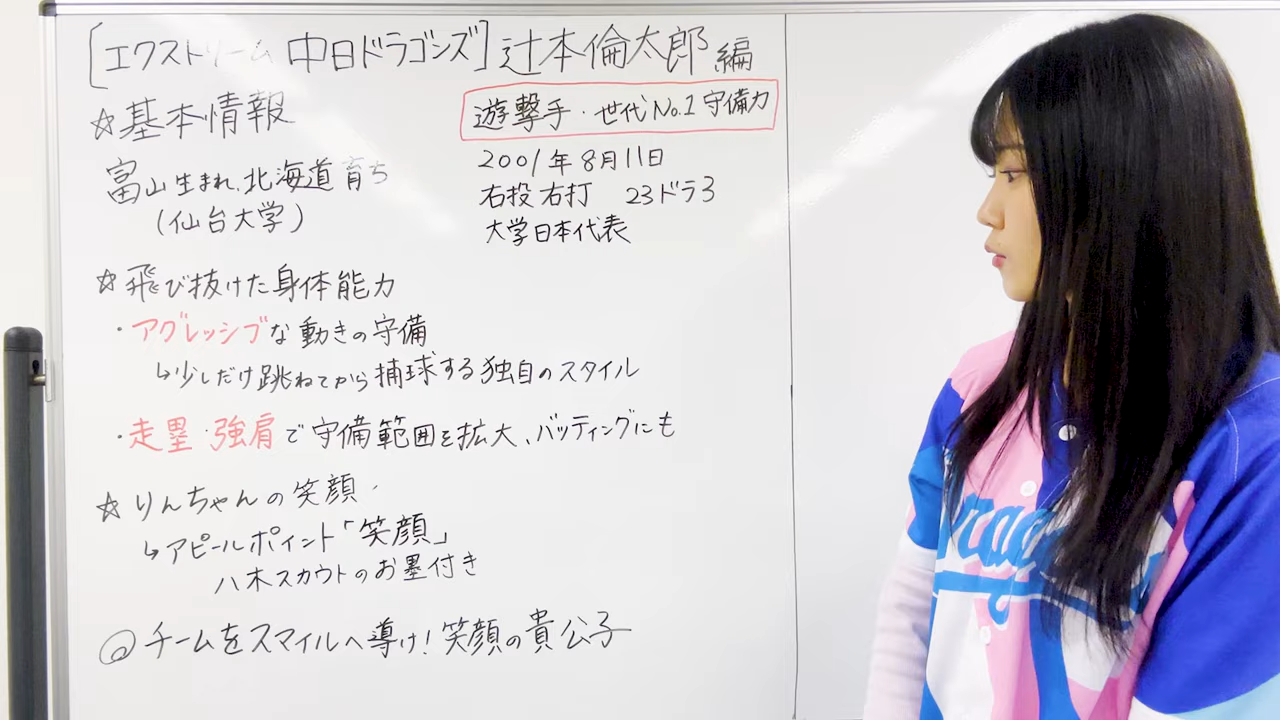 [エクストリーム 中日ドラゴンズ] 辻本倫太郎 編
☆基本情報
富山生まれ、北海道育ち
(仙台大学)
遊撃手・世代No.1守備力
2001年8月11日
右投右打 23ドラ3
大学日本代表
☆飛び抜けた身体能力
・アグレッシブな動きの守備
↳少しだけ跳ねてから捕球する独自のスタイル
・走塁・強肩で守備範囲を拡大、バッティングにも
☆りんちゃんの笑顔・
↳アピールポイント「笑顔」
八木スカウトのお墨付き
◎チームをスマイルへ導け!笑顔の貴公子